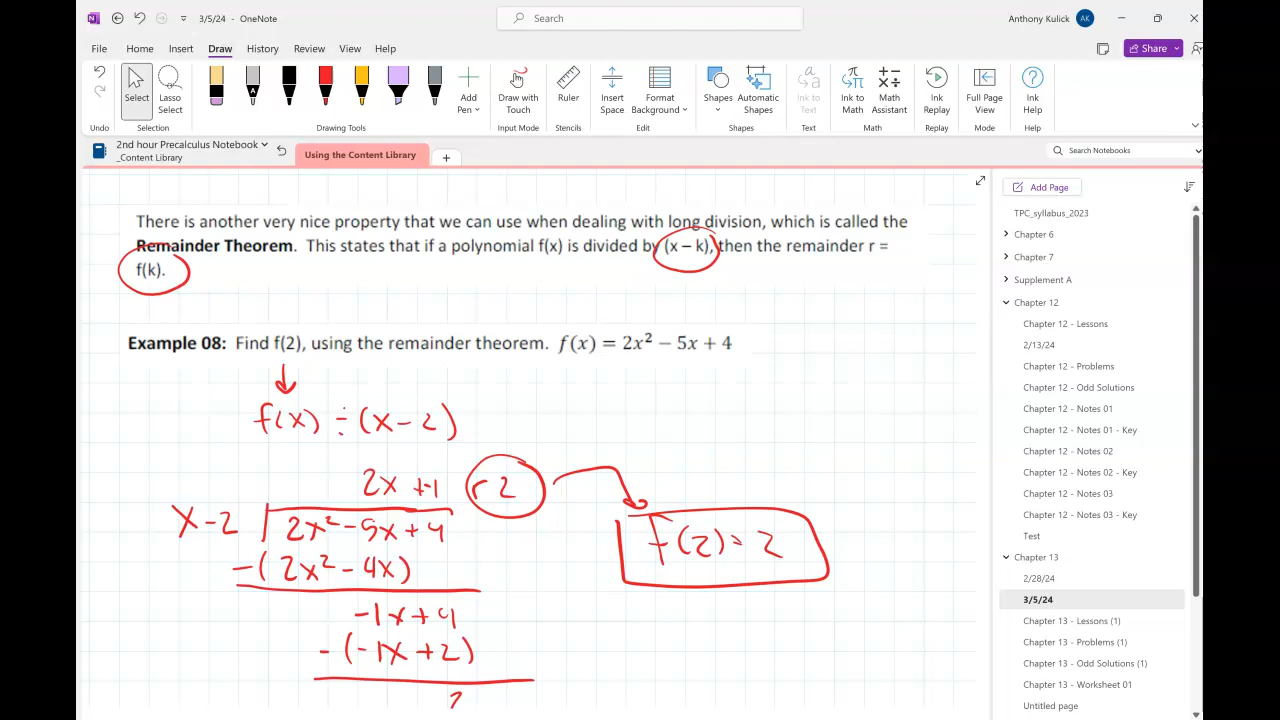 3/5/24 - OneNote
Search
Anthony Kulick
AK
File Home Insert Draw History Review View Help
Share
Select
Lasso Select
A
Add Pen
Draw with Touch
Ruler
Insert Space
Format Background
Shapes
Automatic Shapes
Ink to Text
Ink to Math
Math Assistant
Ink Replay
Full Page View
Ink Help
Undo
Selection
Drawing Tools
Input Mode
Stencils
Edit
Shapes
Text
Math
Replay
Mode
Help
2nd hour Precalculus Notebook
_Content Library
Using the Content Library
Search Notebooks
There is another very nice property that we can use when dealing with long division, which is called the
Remainder Theorem. This states that if a polynomial f(x) is divided by (x – k), then the remainder r =
f(k).
Example 08: Find f(2), using the remainder theorem. f(x) = 2x² − 5x + 4
f(x) ÷ (x − 2)
2x + 1 r 2
x − 2 2x² − 5x + 4
−( 2x² − 4x)
−1x + 4
−(−1x + 2)
2
f(2) = 2
Add Page
TPC_syllabus_2023
Chapter 6
Chapter 7
Supplement A
Chapter 12
Chapter 12 - Lessons
2/13/24
Chapter 12 - Problems
Chapter 12 - Odd Solutions
Chapter 12 - Notes 01
Chapter 12 - Notes 01 - Key
Chapter 12 - Notes 02
Chapter 12 - Notes 02 - Key
Chapter 12 - Notes 03
Chapter 12 - Notes 03 - Key
Test
Chapter 13
2/28/24
3/5/24
Chapter 13 - Lessons (1)
Chapter 13 - Problems (1)
Chapter 13 - Odd Solutions (1)
Chapter 13 - Worksheet 01
Untitled page